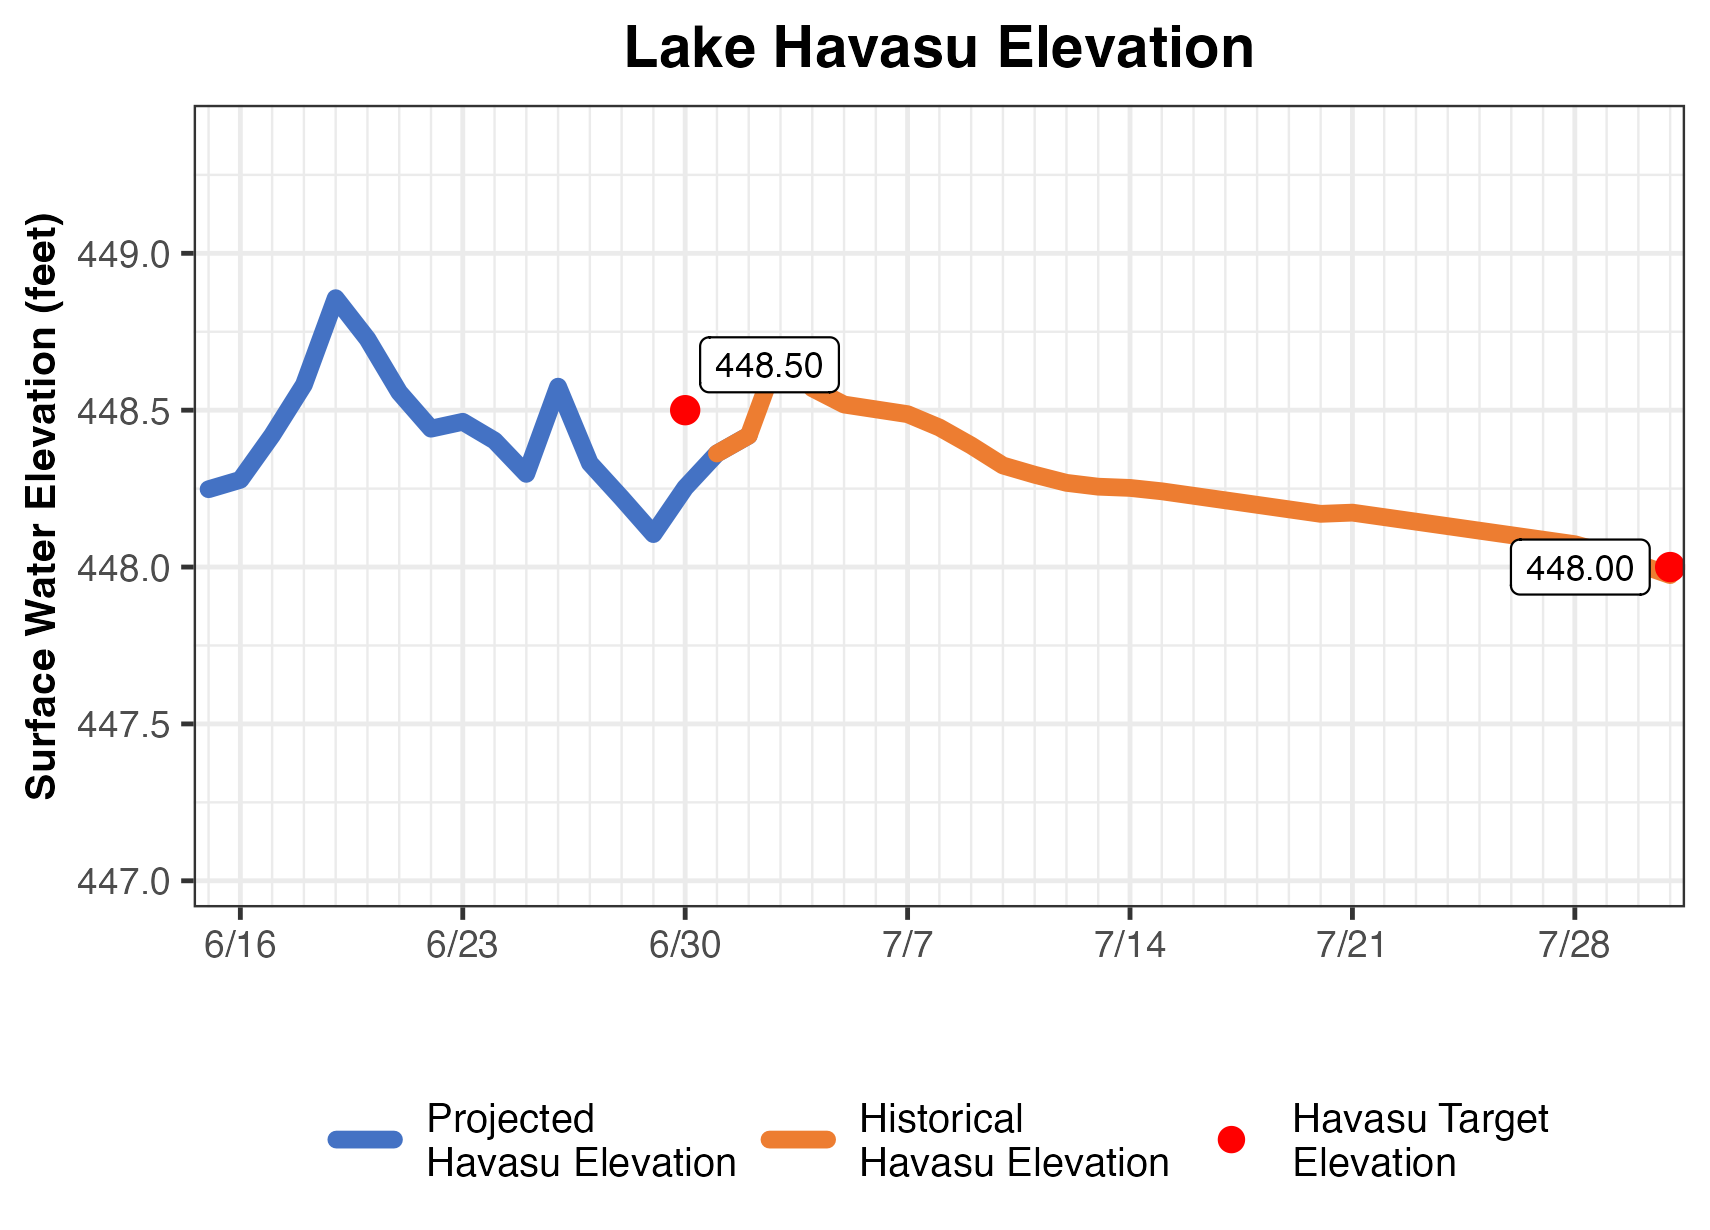 Lake Havasu Elevation
Surface Water Elevation (feet)
449.0
448.5
448.0
447.5
447.0
448.50
448.00
6/16
6/23
6/30
7/7
7/14
7/21
7/28
Projected
Havasu Elevation
Historical
Havasu Elevation
Havasu Target
Elevation